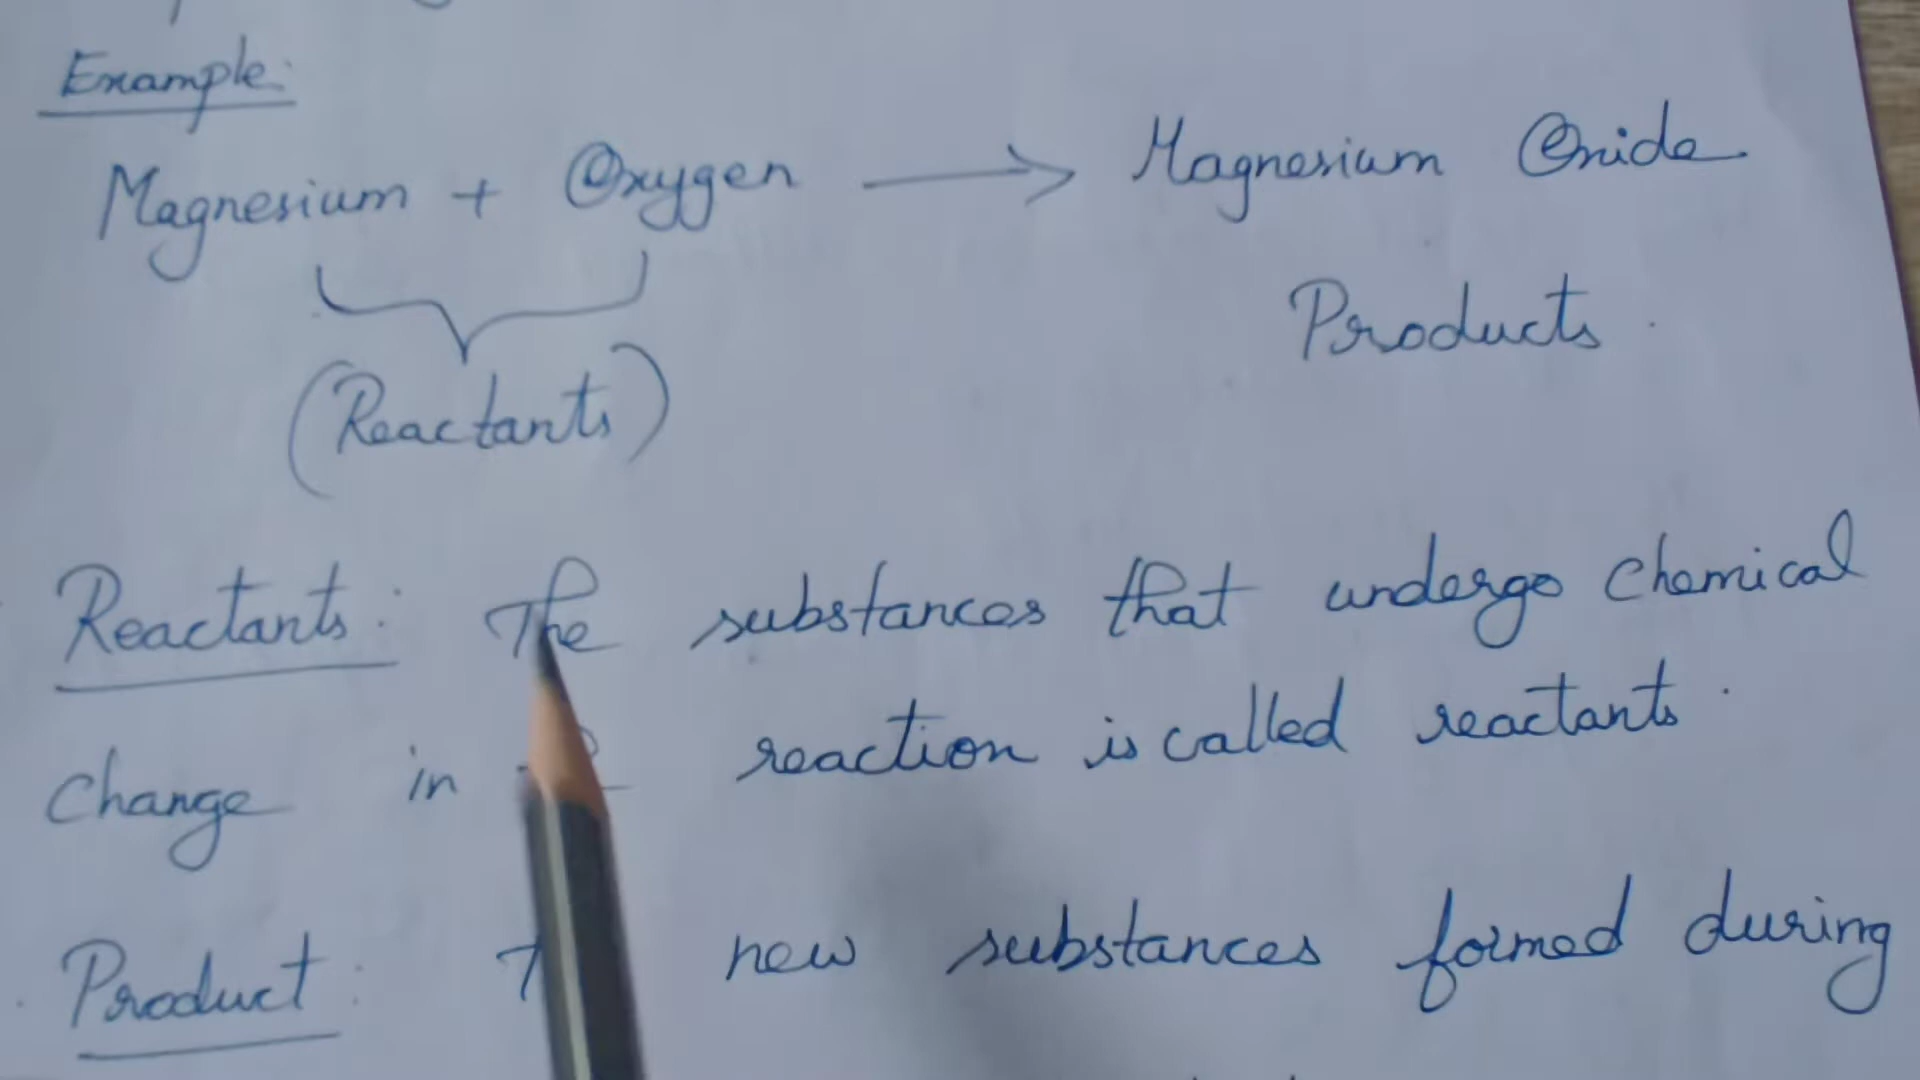 Example:
Magnesium + Oxygen → Magnesium Oxide
Products
(Reactants)
Reactants: The substances that undergo chemical
change in reaction is called reactants.
Product: new substances formed during